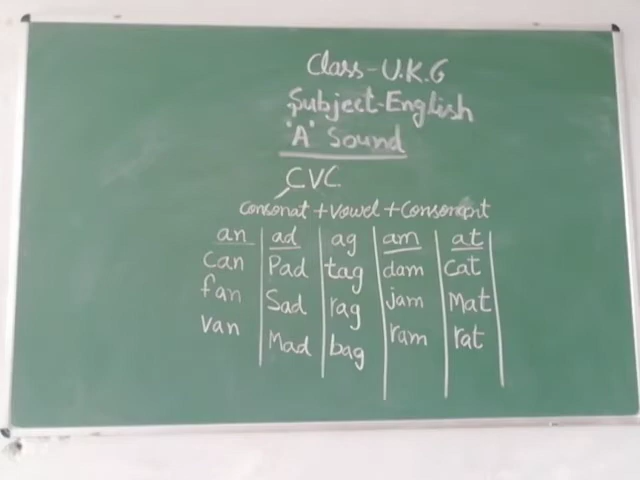 Class-U.K.G
Subject-English
'A' Sound
CVC
consonat + vowel + Consonant
an ad ag am at
can Pad tag dam cat
fan Sad rag jam Mat
van Mad bag ram rat